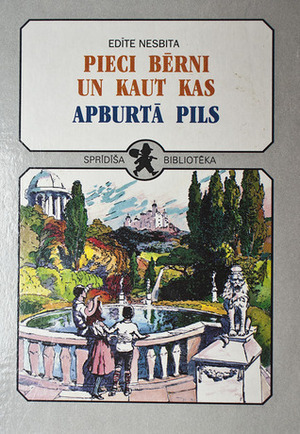 EDĪTE NESBITA
PIECI BĒRNI
UN KAUT KAS
APBURTĀ PILS
SPRĪDĪŠA BIBLIOTĒKA